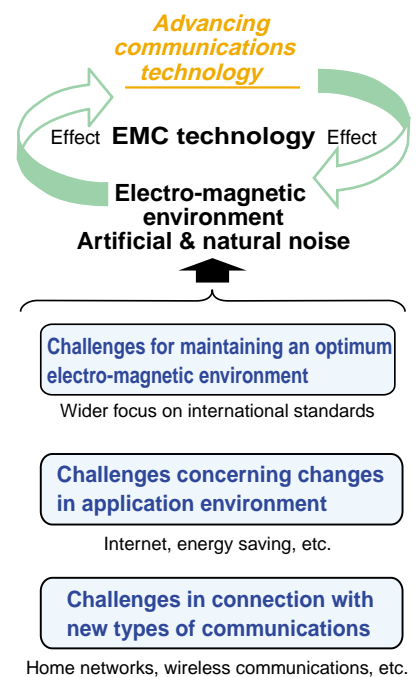 Advancing
communications
technology
Effect EMC technology Effect
Electro-magnetic
environment
Artificial & natural noise
Challenges for maintaining an optimum
electro-magnetic environment
Wider focus on international standards
Challenges concerning changes
in application environment
Internet, energy saving, etc.
Challenges in connection with
new types of communications
Home networks, wireless communications, etc.